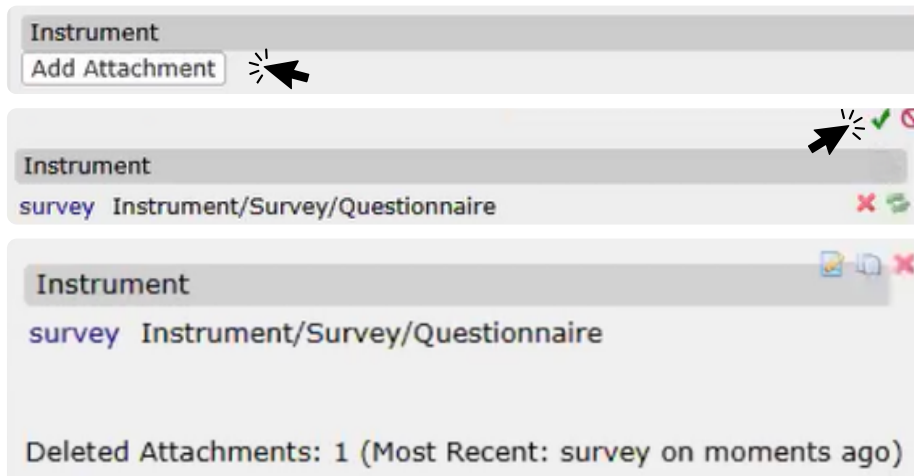 Instrument
Add Attachment
Instrument
survey Instrument/Survey/Questionnaire
Instrument
survey Instrument/Survey/Questionnaire
Deleted Attachments: 1 (Most Recent: survey on moments ago)